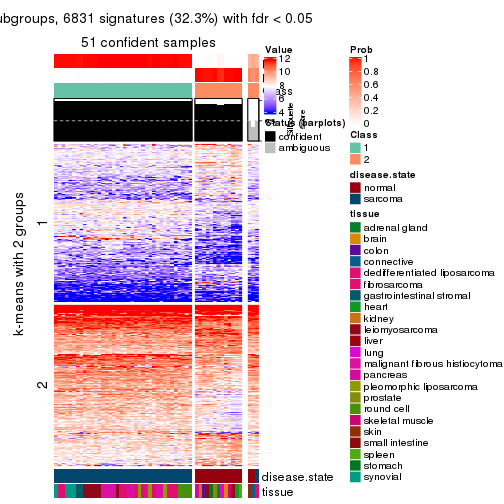 ubgroups, 6831 signatures (32.3%) with fdr < 0.05
51 confident samples
k-means with 2 groups
1
2
Value
12
10
8
6
4
Prob
1
0.8
0.6
0.4
0.2
0
Status (barplots)
confident
ambiguous
Silhouette
score
Class
1
2
disease.state
normal
sarcoma
tissue
adrenal gland
brain
colon
connective
dedifferentiated liposarcoma
fibrosarcoma
gastrointestinal stromal
heart
kidney
leiomyosarcoma
liver
lung
malignant fibrous histiocytoma
pancreas
pleomorphic liposarcoma
prostate
round cell
skeletal muscle
skin
small intestine
spleen
stomach
synovial
disease.state
tissue